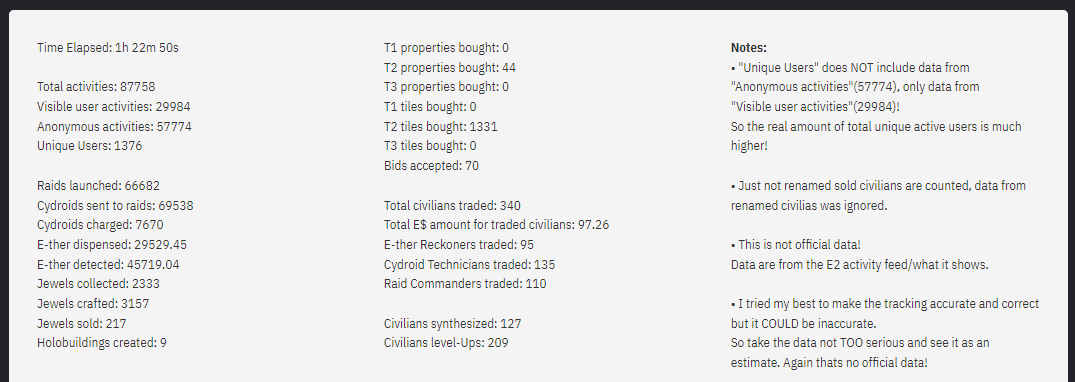 Time Elapsed: 1h 22m 50s
Total activities: 87758
Visible user activities: 29984
Anonymous activities: 57774
Unique Users: 1376
Raids launched: 66682
Cydroids sent to raids: 69538
Cydroids charged: 7670
E-ther dispensed: 29529.45
E-ther detected: 45719.04
Jewels collected: 2333
Jewels crafted: 3157
Jewels sold: 217
Holobuildings created: 9
T1 properties bought: 0
T2 properties bought: 44
T3 properties bought: 0
T1 tiles bought: 0
T2 tiles bought: 1331
T3 tiles bought: 0
Bids accepted: 70
Total civilians traded: 340
Total E$ amount for traded civilians: 97.26
E-ther Reckoners traded: 95
Cydroid Technicians traded: 135
Raid Commanders traded: 110
Civilians synthesized: 127
Civilians level-Ups: 209
Notes:
• "Unique Users" does NOT include data from
"Anonymous activities"(57774), only data from
"Visible user activities"(29984)!
So the real amount of total unique active users is much
higher!
• Just not renamed sold civilians are counted, data from
renamed civilias was ignored.
• This is not official data!
Data are from the E2 activity feed/what it shows.
• I tried my best to make the tracking accurate and correct
but it COULD be inaccurate.
So take the data not TOO serious and see it as an
estimate. Again thats no official data!